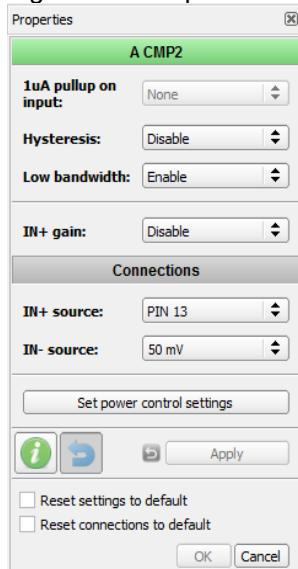 Properties
A CMP2
1uA pullup on
input:
None
Hysteresis:
Disable
Low bandwidth:
Enable
IN+ gain:
Disable
Connections
IN+ source:
PIN 13
IN- source:
50 mV
Set power control settings
Apply
Reset settings to default
Reset connections to default
OK
Cancel